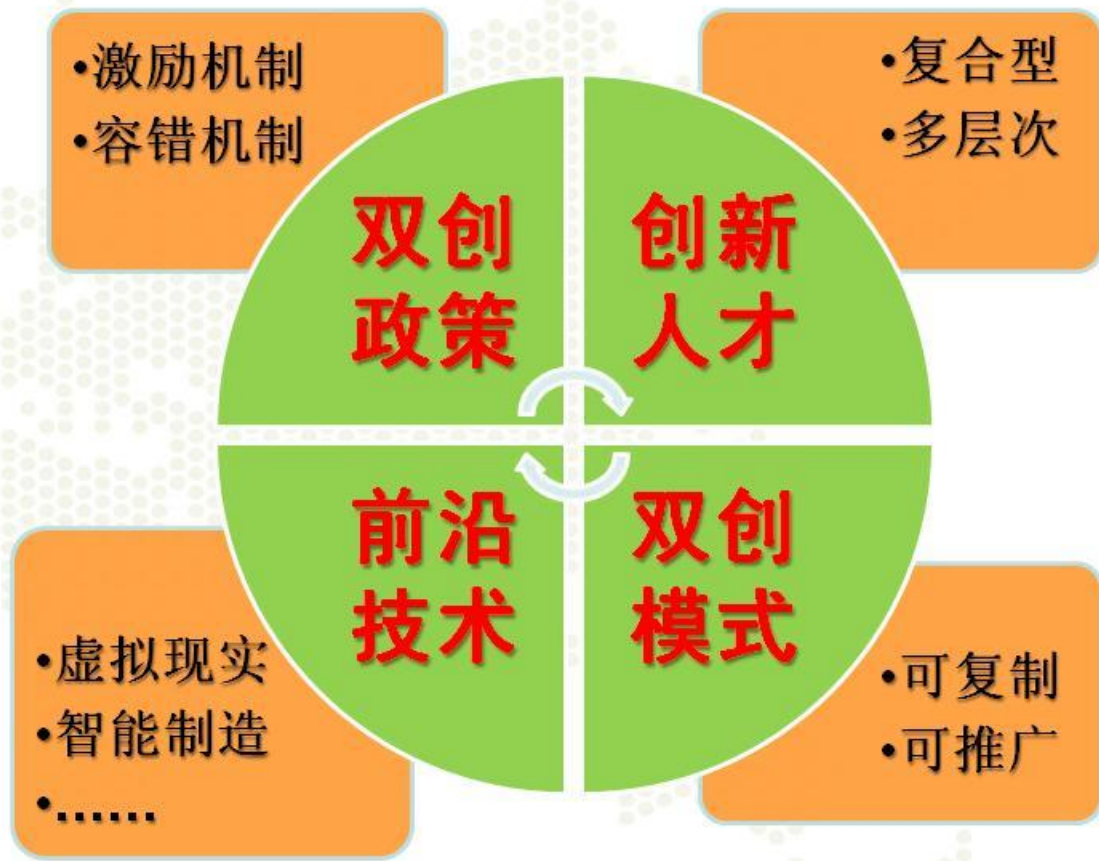 •激励机制
•容错机制
双创
政策
•复合型
•多层次
创新
人才
•虚拟现实
•智能制造
•......
前沿
技术
双创
模式
•可复制
•可推广